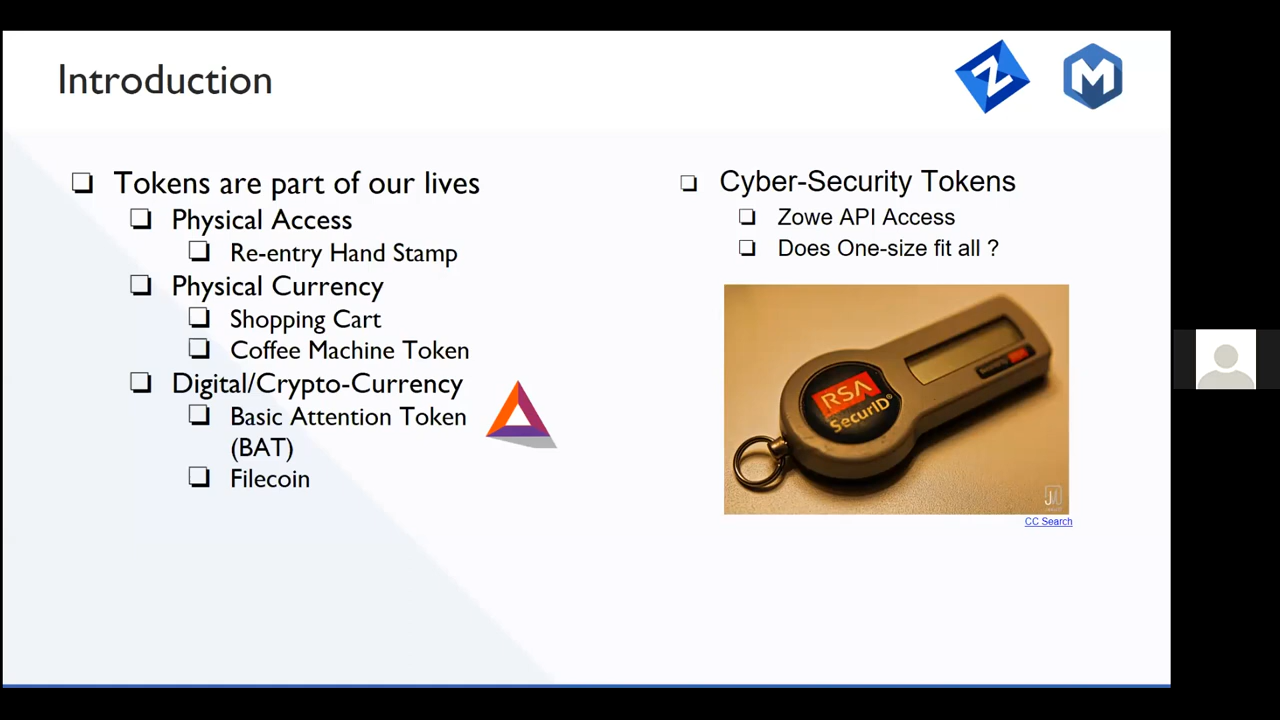 Introduction
Tokens are part of our lives
Physical Access
Re-entry Hand Stamp
Physical Currency
Shopping Cart
Coffee Machine Token
Digital/Crypto-Currency
Basic Attention Token
(BAT)
Filecoin
Cyber-Security Tokens
Zowe API Access
Does One-size fit all ?
RSA
SecurID®
CC Search